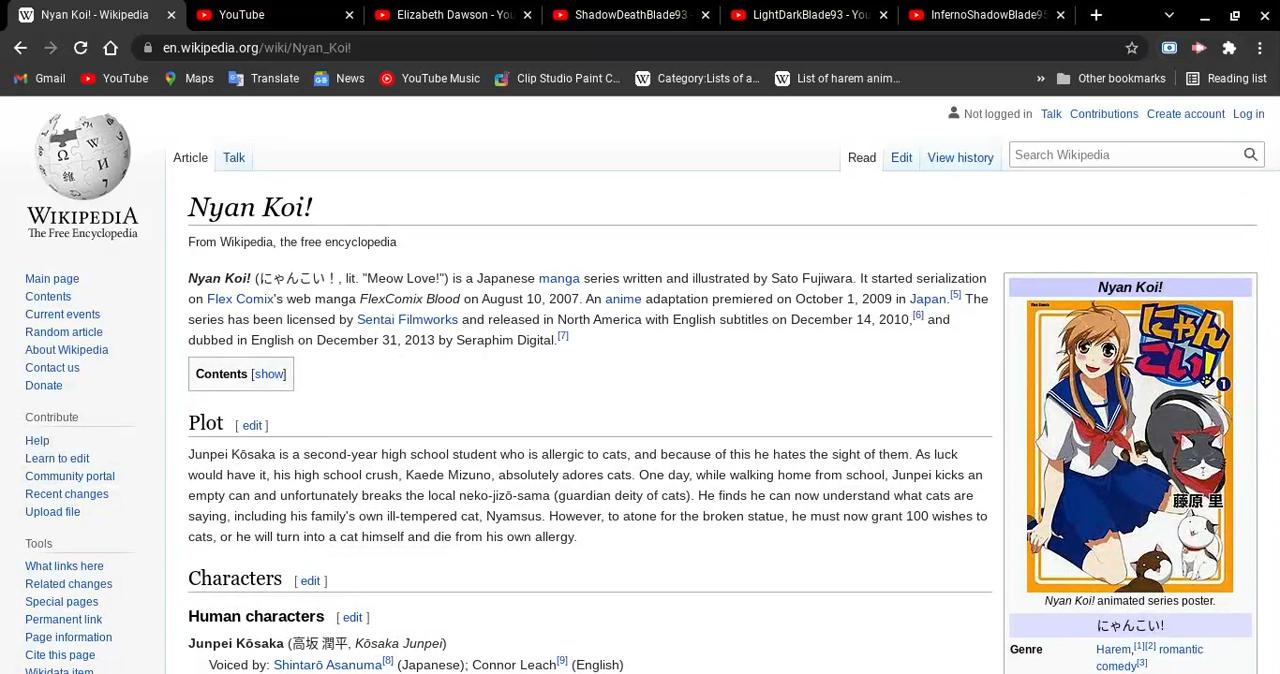 Nyan Koi! - Wikipedia
YouTube
Elizabeth Dawson - You
ShadowDeathBlade93 -
LightDarkBlade93 - You
InfernoShadowBlade95
en.wikipedia.org/wiki/Nyan_Koi!
Gmail YouTube Maps Translate News YouTube Music Clip Studio Paint C... Category:Lists of a... List of harem anim... » Other bookmarks Reading list
Not logged in Talk Contributions Create account Log in
Article Talk Read Edit View history Search Wikipedia
WIKIPEDIA
The Free Encyclopedia
Main page
Contents
Current events
Random article
About Wikipedia
Contact us
Donate
Contribute
Help
Learn to edit
Community portal
Recent changes
Upload file
Tools
What links here
Related changes
Special pages
Permanent link
Page information
Cite this page
Wikidata item
Nyan Koi!
From Wikipedia, the free encyclopedia
Nyan Koi! (にゃんこい！, lit. "Meow Love!") is a Japanese manga series written and illustrated by Sato Fujiwara. It started serialization
on Flex Comix's web manga FlexComix Blood on August 10, 2007. An anime adaptation premiered on October 1, 2009 in Japan.[5] The
series has been licensed by Sentai Filmworks and released in North America with English subtitles on December 14, 2010,[6] and
dubbed in English on December 31, 2013 by Seraphim Digital.[7]
Contents [show]
Plot [ edit ]
Junpei Kōsaka is a second-year high school student who is allergic to cats, and because of this he hates the sight of them. As luck
would have it, his high school crush, Kaede Mizuno, absolutely adores cats. One day, while walking home from school, Junpei kicks an
empty can and unfortunately breaks the local neko-jizō-sama (guardian deity of cats). He finds he can now understand what cats are
saying, including his family's own ill-tempered cat, Nyamsus. However, to atone for the broken statue, he must now grant 100 wishes to
cats, or he will turn into a cat himself and die from his own allergy.
Characters [ edit ]
Human characters [ edit ]
Junpei Kōsaka (高坂 潤平, Kōsaka Junpei)
Voiced by: Shintarō Asanuma[8] (Japanese); Connor Leach[9] (English)
Nyan Koi!
にゃん
こい!
1
藤原 里
Nyan Koi! animated series poster.
にゃんこい!
Genre Harem,[1][2] romantic
comedy[3]